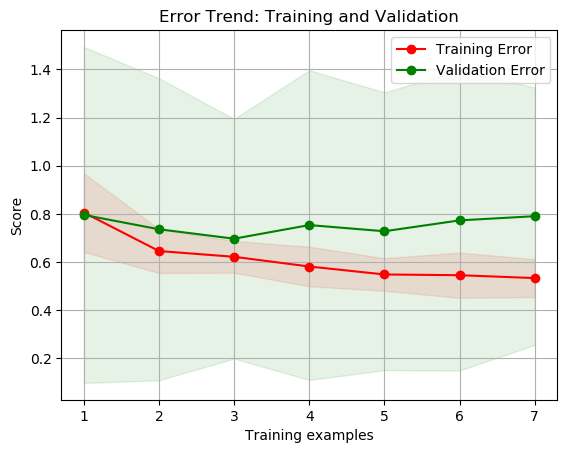 Error Trend: Training and Validation
Training Error
Validation Error
Score
1.4
1.2
1.0
0.8
0.6
0.4
0.2
1 2 3 4 5 6 7
Training examples